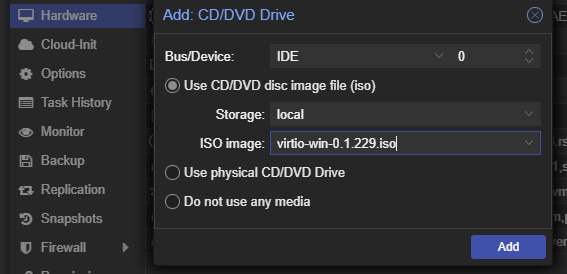 Hardware
Cloud-Init
Options
Task History
Monitor
Backup
Replication
Snapshots
Firewall
Add: CD/DVD Drive
Bus/Device: IDE 0
Use CD/DVD disc image file (iso)
Storage: local
ISO image: virtio-win-0.1.229.iso
Use physical CD/DVD Drive
Do not use any media
Add